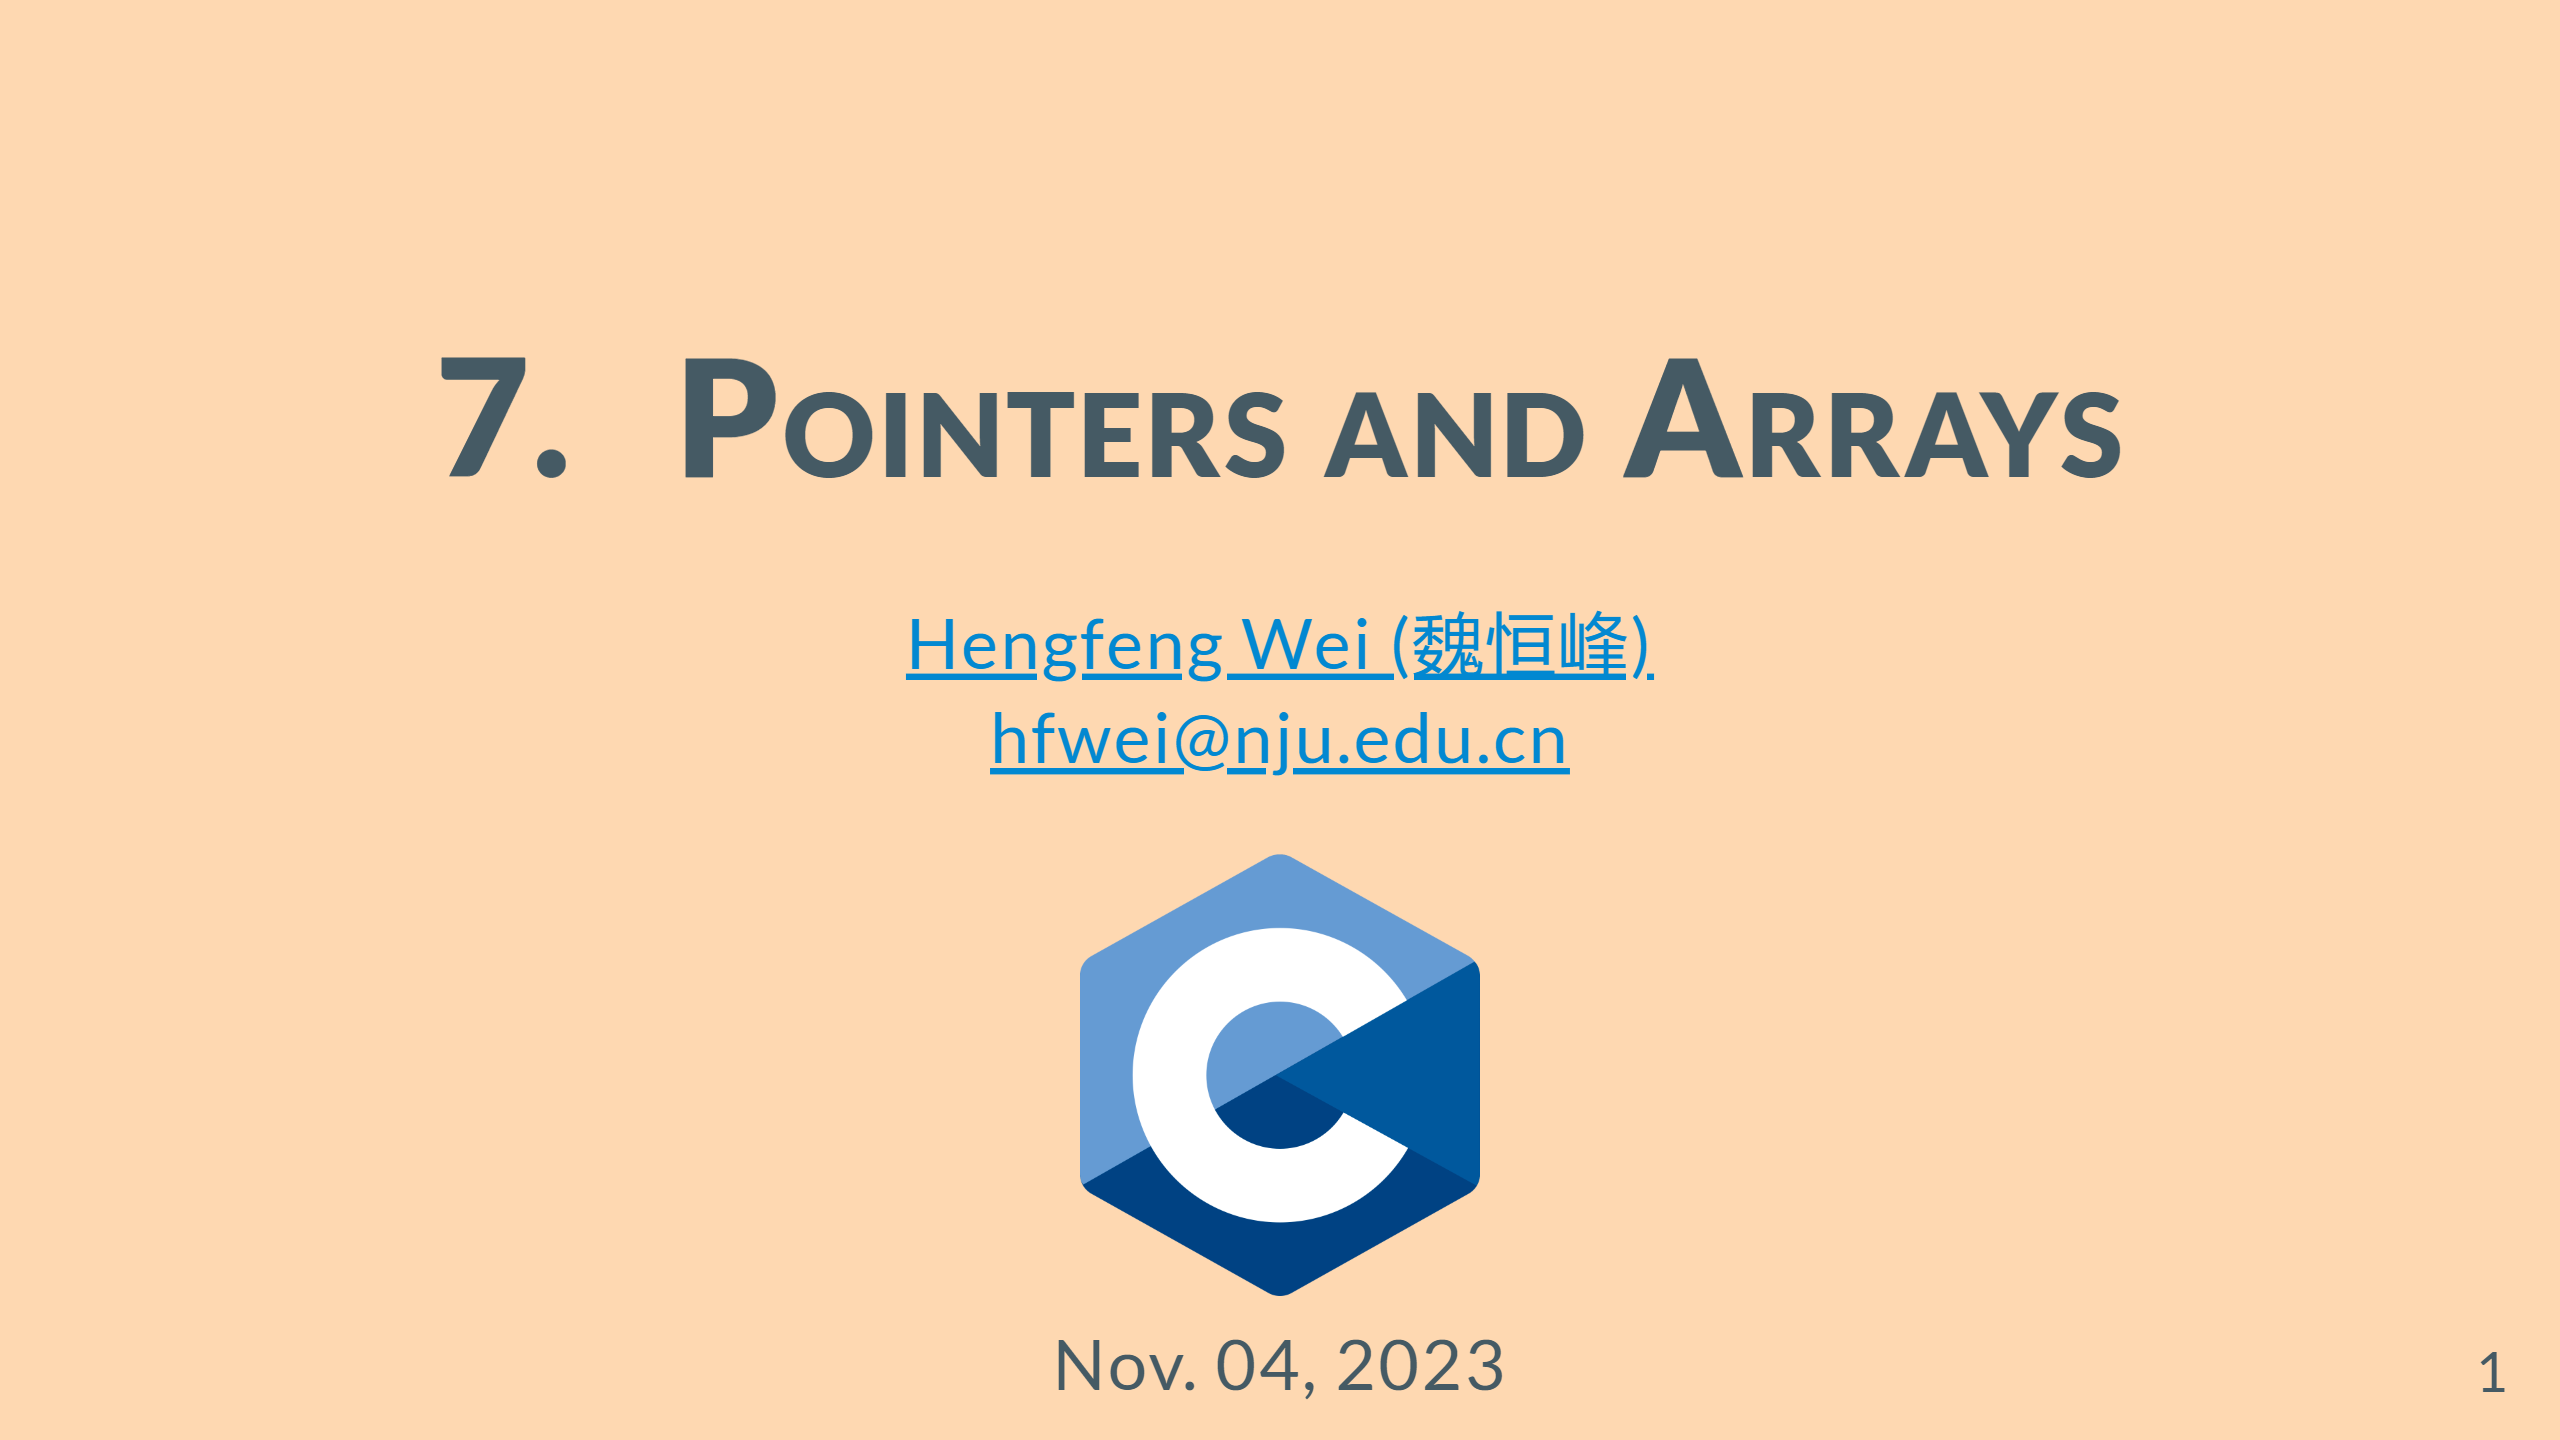 7. Pointers and Arrays
Hengfeng Wei (魏恒峰)
hfwei@nju.edu.cn
C
Nov. 04, 2023
1